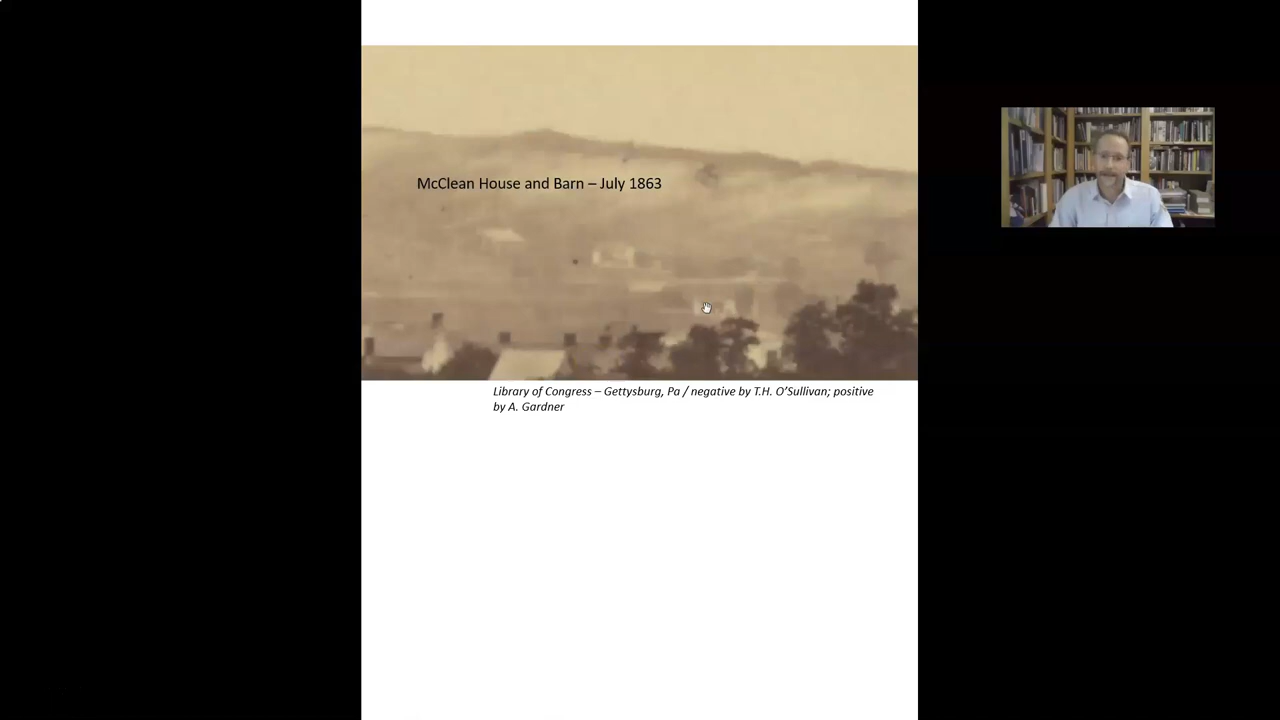 McClean House and Barn – July 1863
Library of Congress – Gettysburg, Pa / negative by T.H. O’Sullivan; positive
by A. Gardner